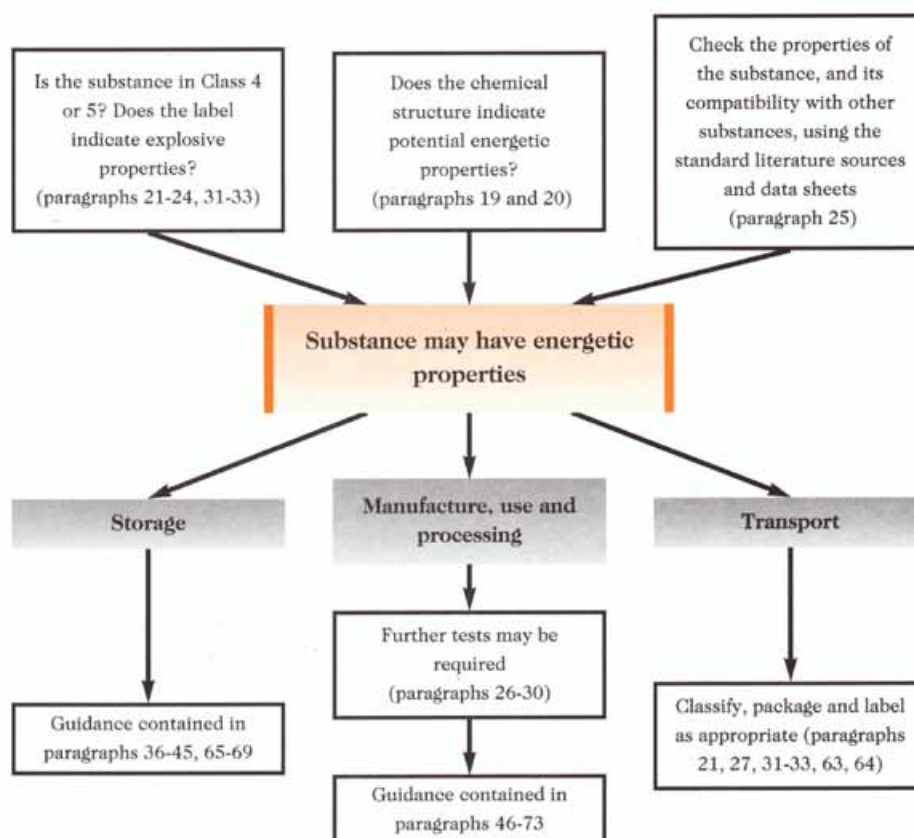 Is the substance in Class 4
or 5? Does the label
indicate explosive
properties?
(paragraphs 21-24, 31-33)
Does the chemical
structure indicate
potential energetic
properties?
(paragraphs 19 and 20)
Check the properties of
the substance, and its
compatibility with other
substances, using the
standard literature sources
and data sheets
(paragraph 25)
Substance may have energetic
properties
Storage
Manufacture, use and
processing
Transport
Further tests may be
required
(paragraphs 26-30)
Guidance contained in
paragraphs 36-45, 65-69
Classify, package and label
as appropriate (paragraphs
21, 27, 31-33, 63, 64)
Guidance contained in
paragraphs 46-73